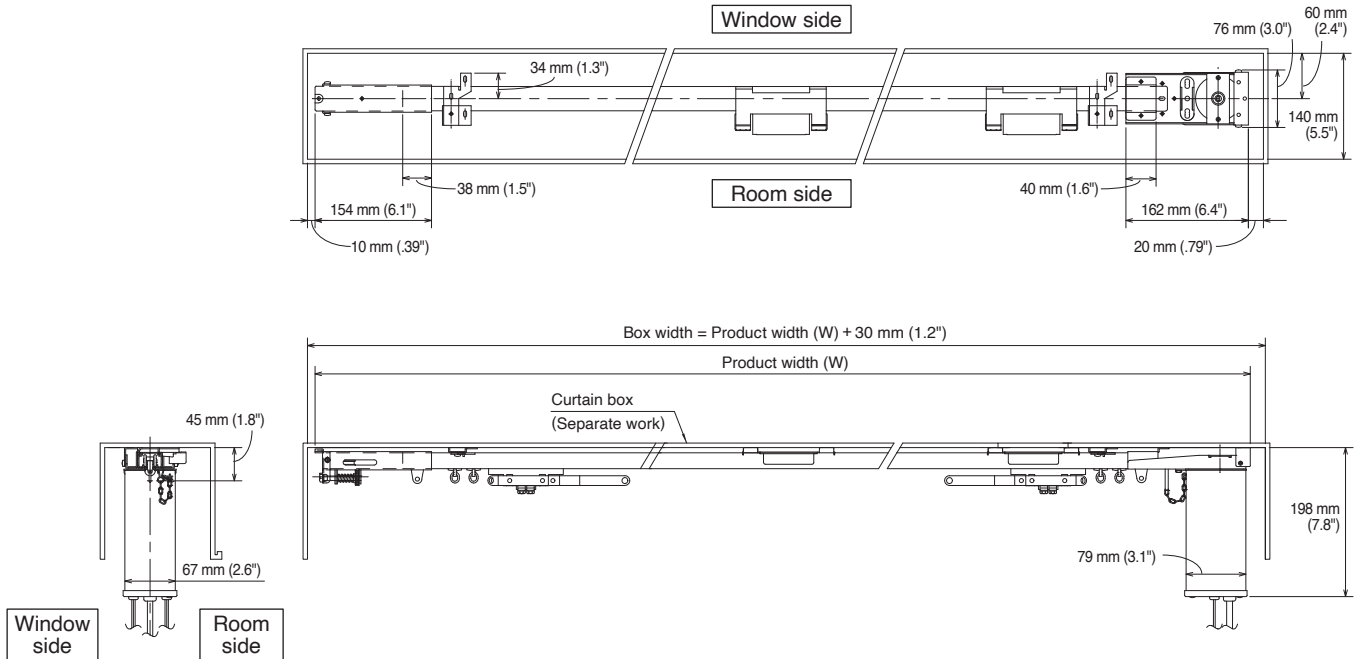 Window side
60 mm
(2.4")
76 mm (3.0")
34 mm (1.3")
140 mm
(5.5")
38 mm (1.5")
Room side
40 mm (1.6")
154 mm (6.1")
162 mm (6.4")
10 mm (.39")
20 mm (.79")
Box width = Product width (W) + 30 mm (1.2")
Product width (W)
Curtain box
(Separate work)
45 mm (1.8")
198 mm
(7.8")
67 mm (2.6")
79 mm (3.1")
Window
side
Room
side